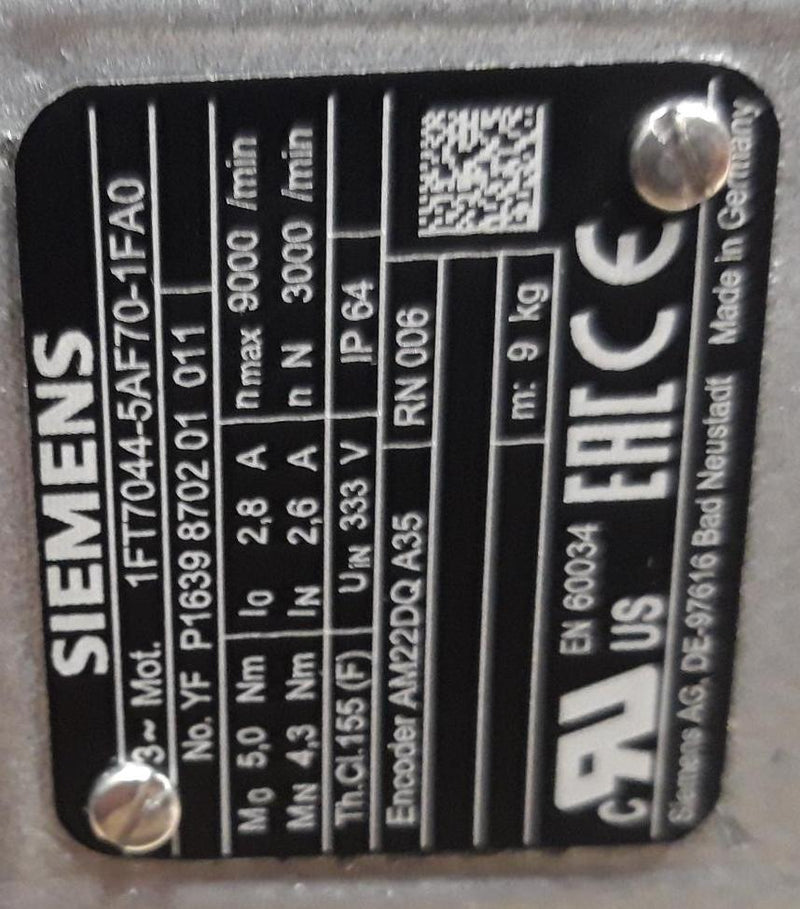 SIEMENS
3~ Mot. 1FT7044-5AF70-1FA0
No. YF P1639 8702 01 011
M0 5,0 Nm I0 2,8 A nmax 9000 /min
MN 4,3 Nm IN 2,6 A n N 3000 /min
Th.Cl.155 (F) UiN 333 V IP 64
Encoder AM22DQ A35 RN 006
m: 9 kg
EN 60034
c RU US EAC CE
Siemens AG, DE-97616 Bad Neustadt Made in Germany